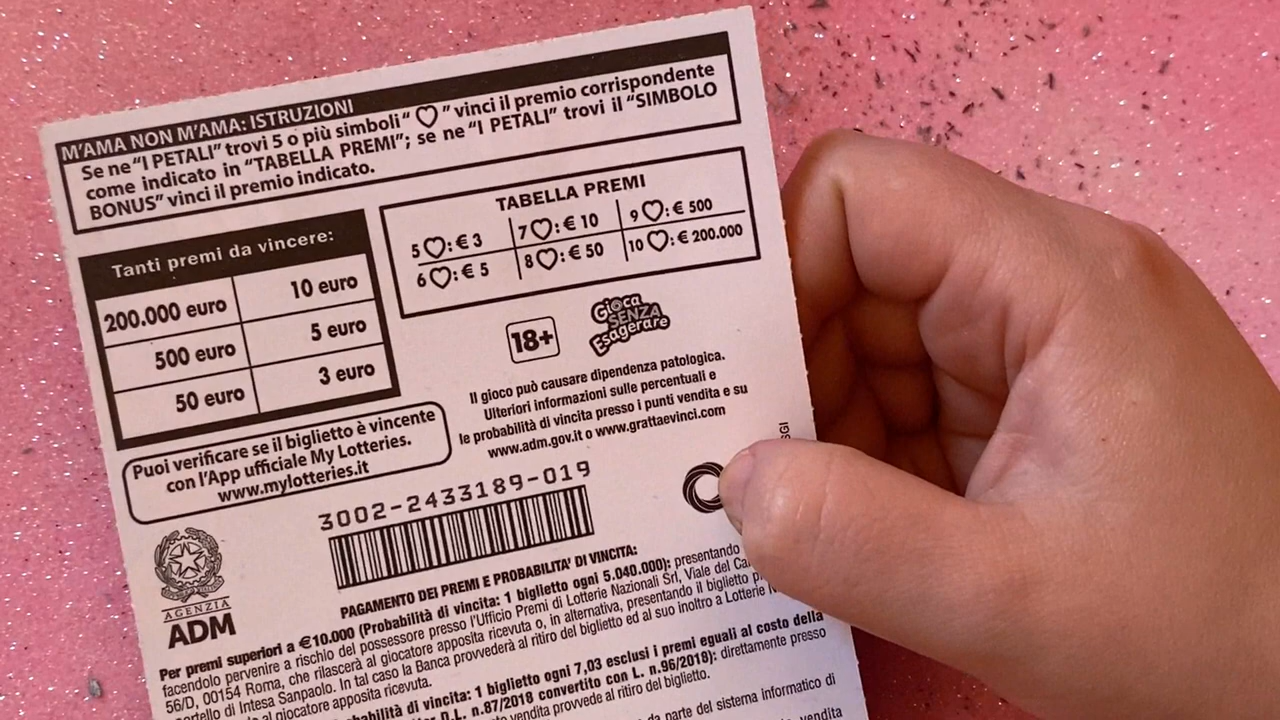 M'AMA NON M'AMA: ISTRUZIONI
Se ne "I PETALI" trovi 5 o più simboli "♡" vinci il premio corrispondente
come indicato in "TABELLA PREMI"; se ne "I PETALI" trovi il "SIMBOLO
BONUS" vinci il premio indicato.
Tanti premi da vincere:
200.000 euro 10 euro
500 euro 5 euro
50 euro 3 euro
TABELLA PREMI
5 ♡: € 3 7 ♡: € 10 9 ♡: € 500
6 ♡: € 5 8 ♡: € 50 10 ♡: € 200.000
18+
Gioca
SENZA
Esagerare
Il gioco può causare dipendenza patologica.
Ulteriori informazioni sulle percentuali e
le probabilità di vincita presso i punti vendita e su
www.adm.gov.it o www.grattaevinci.com
Puoi verificare se il biglietto è vincente
con l'App ufficiale My Lotteries.
www.mylotteries.it
3002-2433189-019
AGENZIA
ADM
PAGAMENTO DEI PREMI E PROBABILITA' DI VINCITA:
Per premi superiori a €10.000 (Probabilità di vincita: 1 biglietto ogni 5.040.000): presentando
facendolo pervenire a rischio del possessore presso l'Ufficio Premi di Lotterie Nazionali Srl, Viale del
56/D, 00154 Roma, che rilascerà al giocatore apposita ricevuta o, in alternativa, presentando il biglietto
di Intesa Sanpaolo. In tal caso la Banca provvederà al ritiro del biglietto ed al suo inoltro a Lotterie
al giocatore apposita ricevuta.
di vincita: 1 biglietto ogni 7,03 esclusi i premi eguali al costo della
D.L. n.87/2018 convertito con L. n.96/2018): direttamente presso
vendita provvede al ritiro del biglietto.
da parte del sistema informatico di
vendita